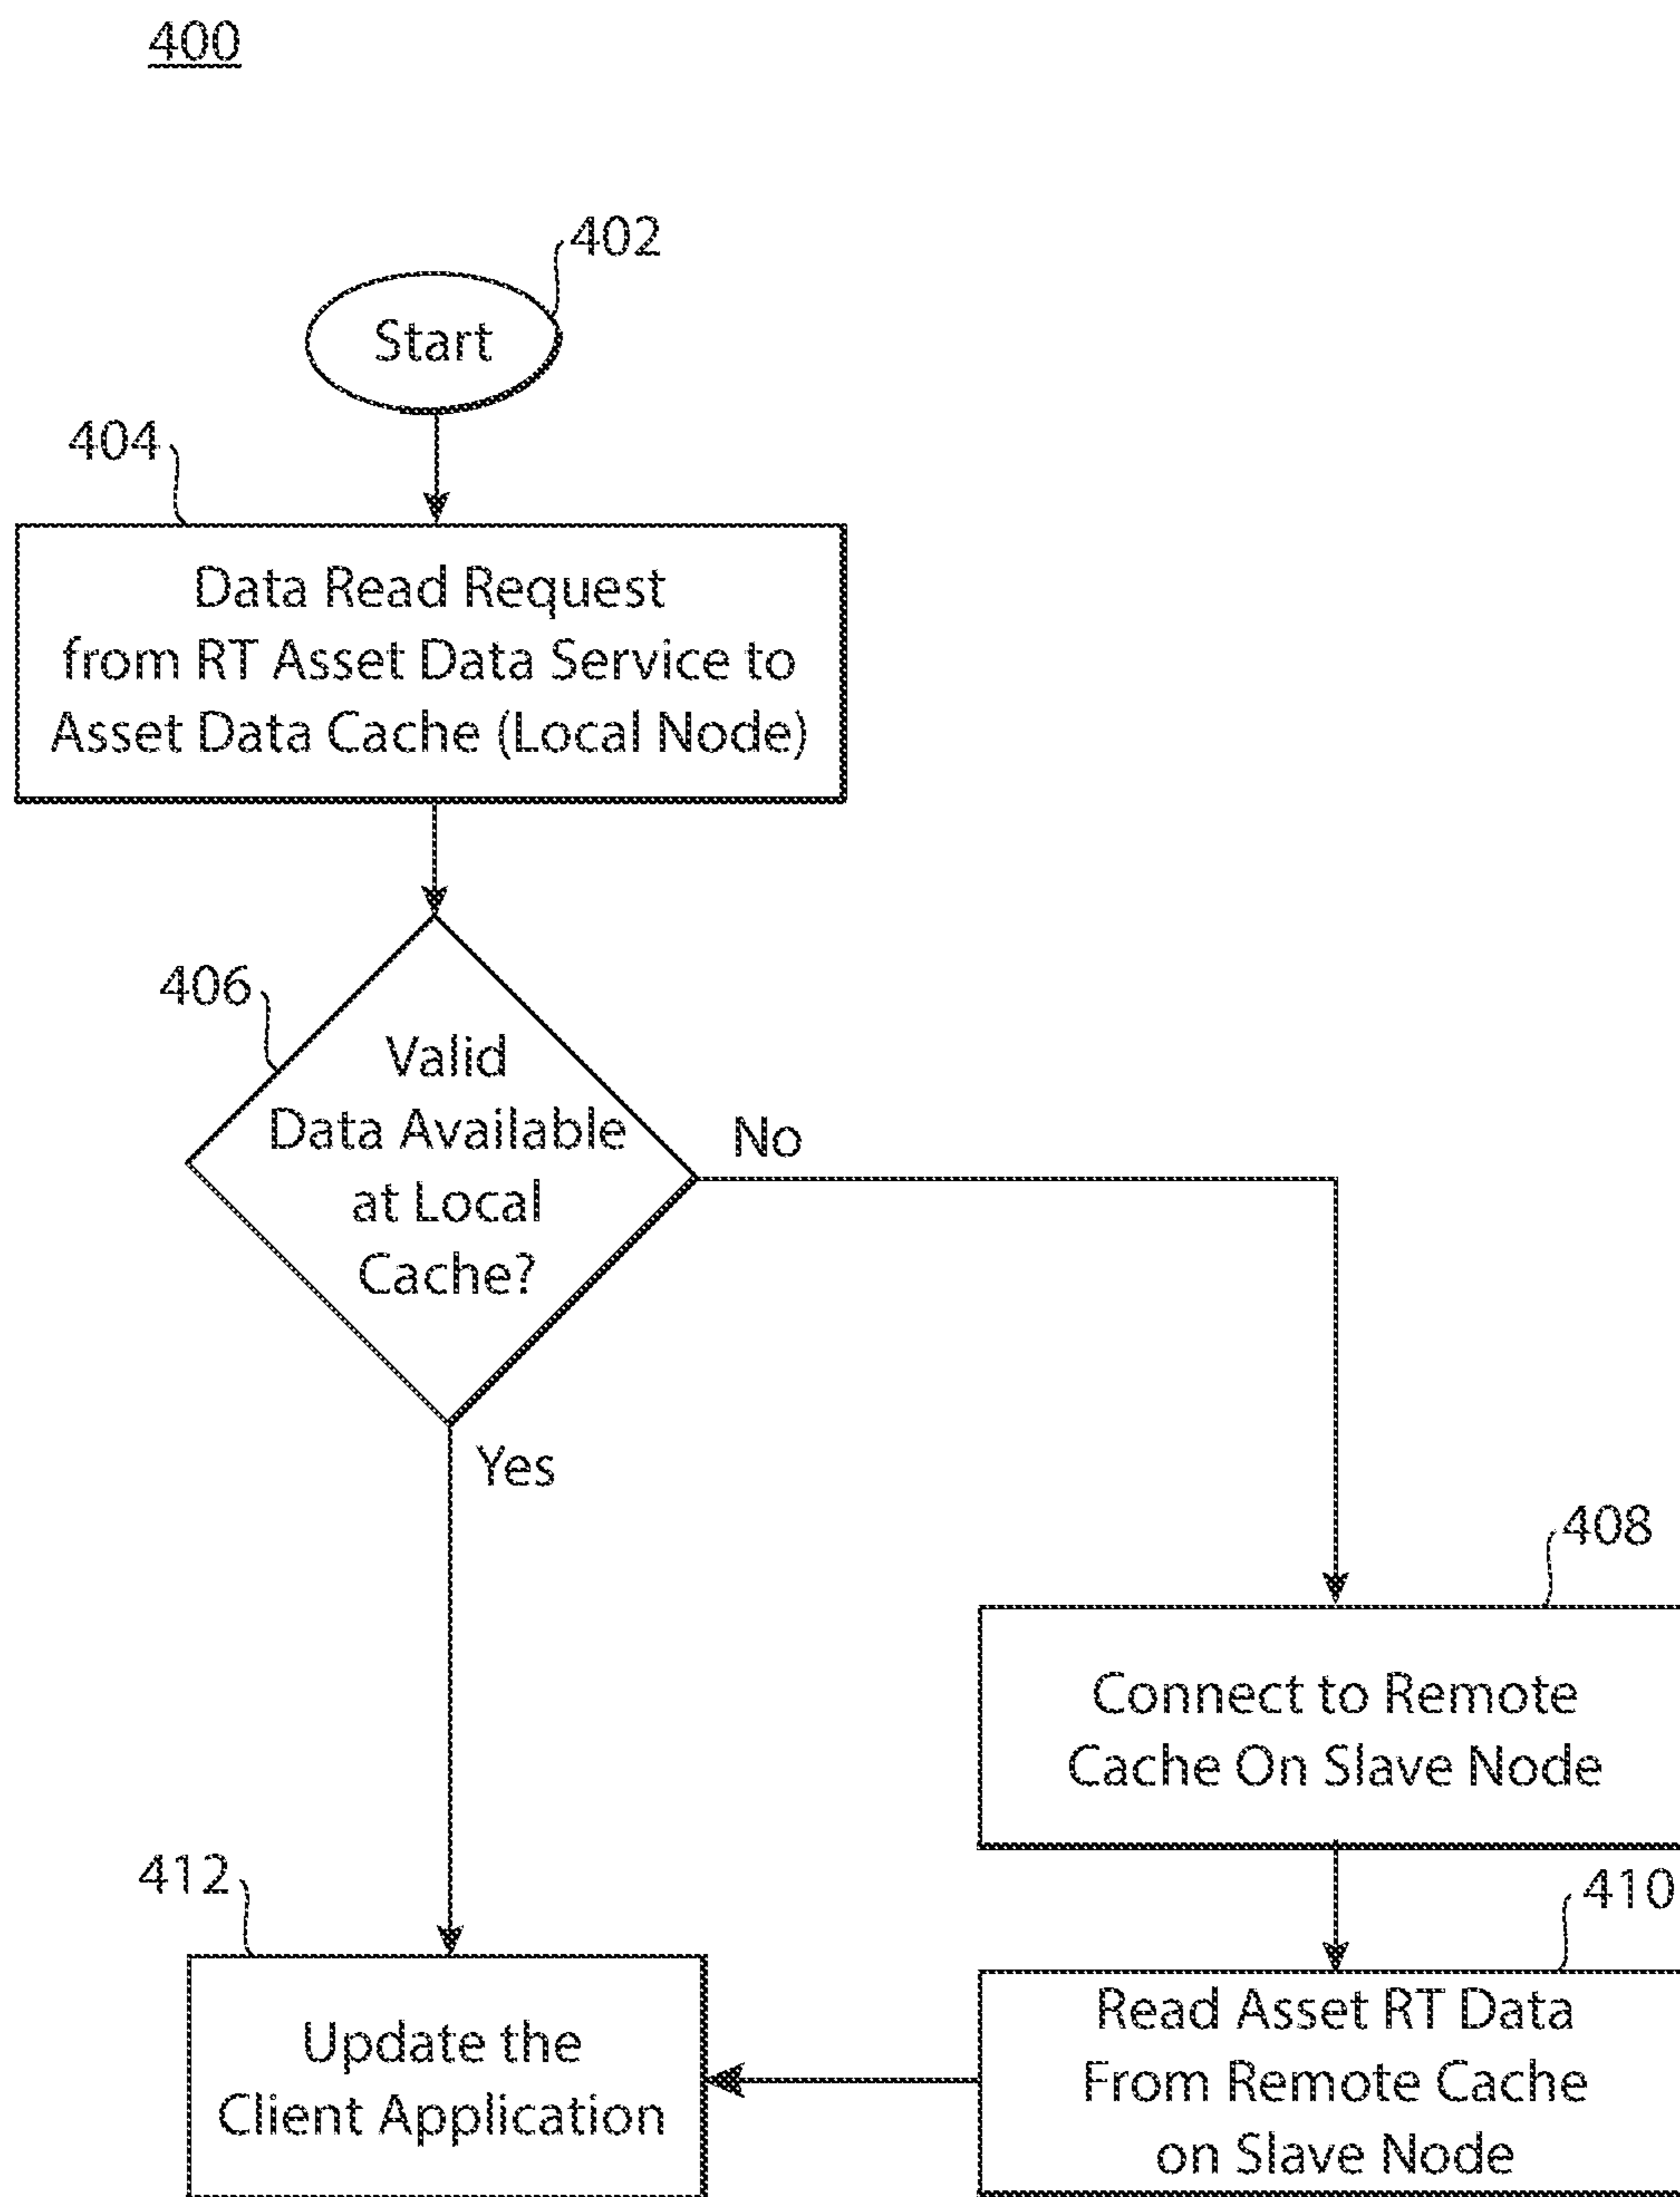 400
402
Start
404
Data Read Request
from RT Asset Data Service to
Asset Data Cache (Local Node)
406
Valid
Data Available
at Local
Cache?
No
Yes
408
Connect to Remote
Cache On Slave Node
410
Read Asset RT Data
From Remote Cache
on Slave Node
412
Update the
Client Application